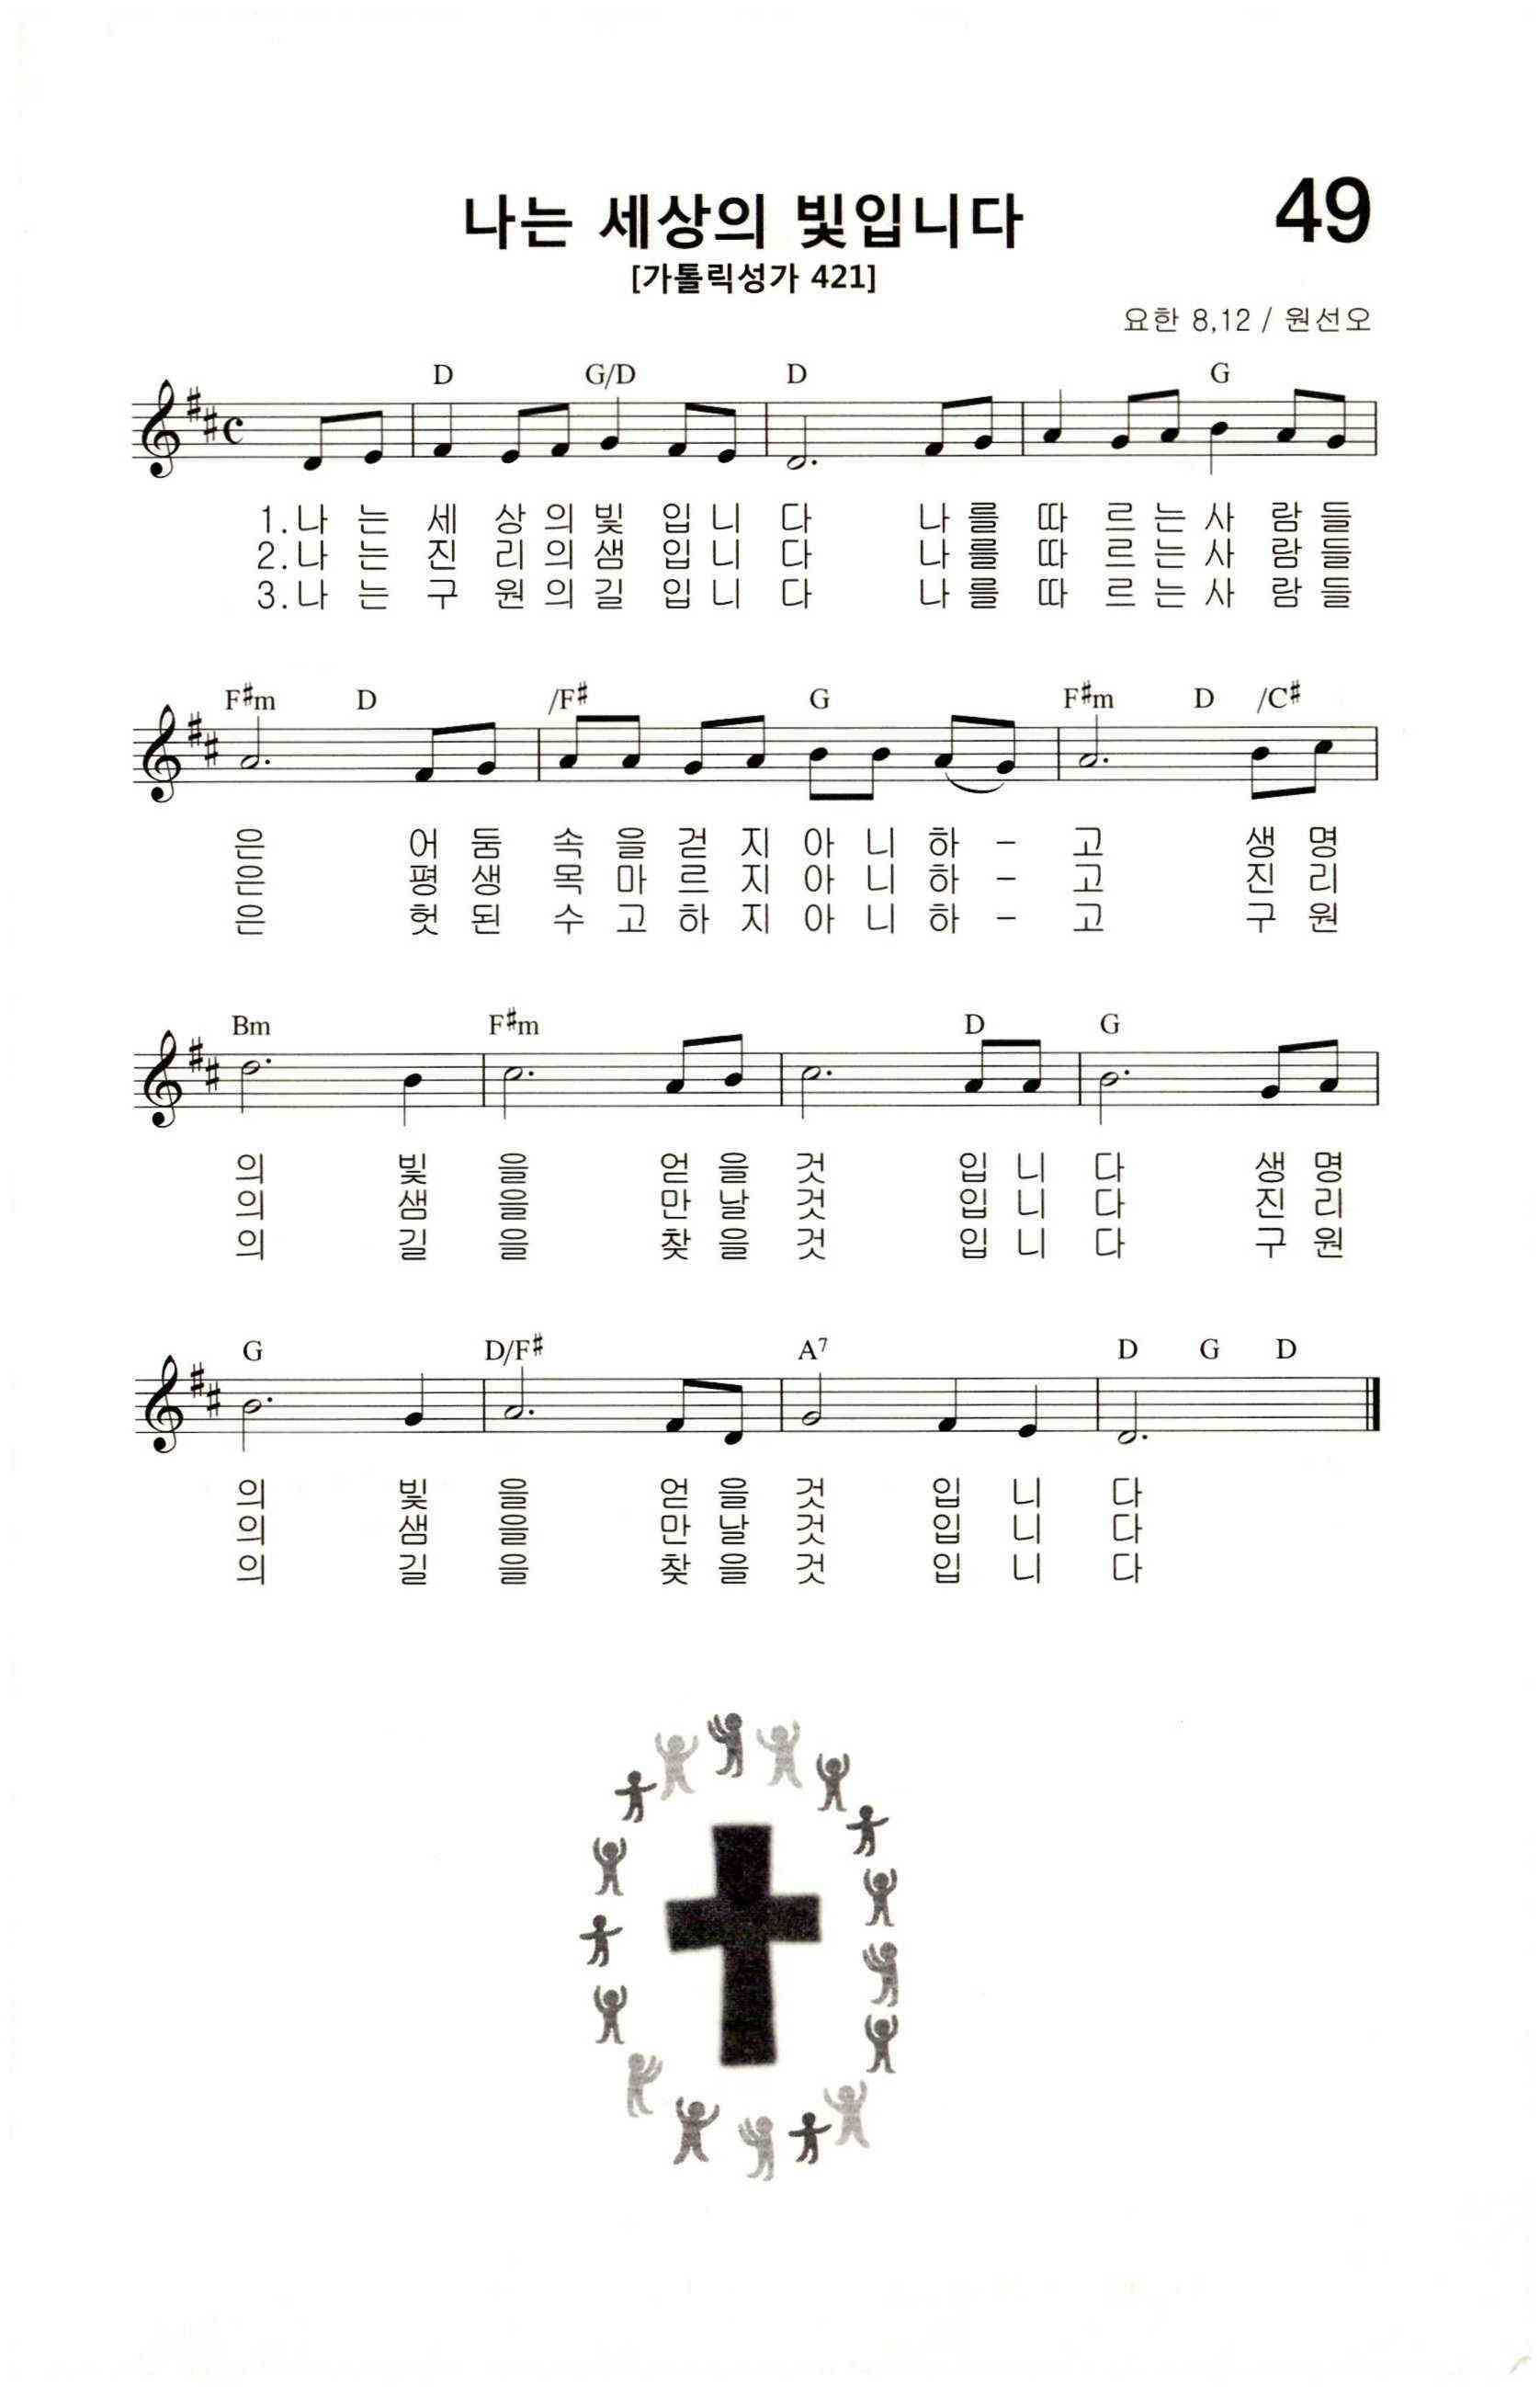 나는 세상의 빛입니다
49
[가톨릭성가 421]
요한 8,12 / 원선오
D G/D D G
1.나 는 세 상 의 빛 입 니 다 나 를 따 르 는 사 람 들
2.나 는 진 리 의 샘 입 니 다 나 를 따 르 는 사 람 들
3.나 는 구 원 의 길 입 니 다 나 를 따 르 는 사 람 들
F#m D /F# G F#m D /C#
은 어 둠 속 을 걷 지 아 니 하 - 고 생 명
은 평 생 목 마 르 지 아 니 하 - 고 진 리
은 헛 된 수 고 하 지 아 니 하 - 고 구 원
Bm F#m D G
의 빛 을 얻 을 것 입 니 다 생 명
의 샘 을 만 날 것 입 니 다 진 리
의 길 을 찾 을 것 입 니 다 구 원
G D/F# A7 D G D
의 빛 을 얻 을 것 입 니 다
의 샘 을 만 날 것 입 니 다
의 길 을 찾 을 것 입 니 다